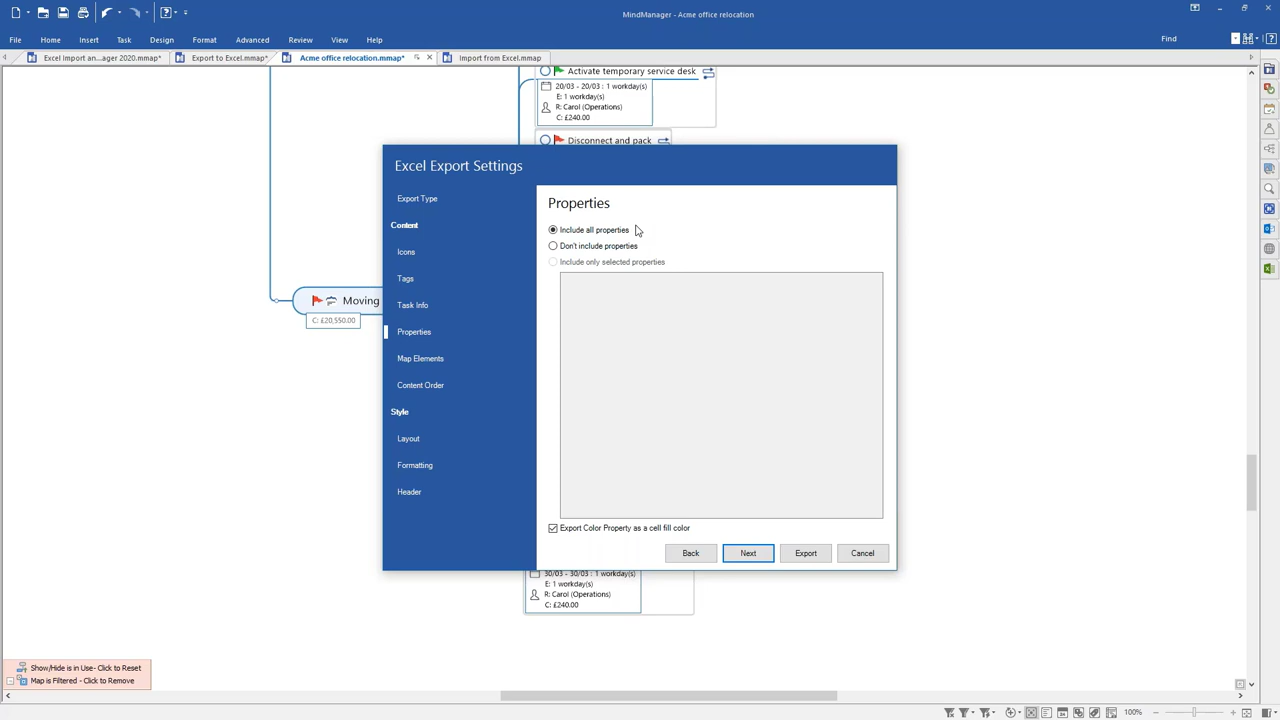 MindManager - Acme office relocation
File Home Insert Task Design Format Advanced Review View Help
Find
Excel Import an...ager 2020.mmap* Export to Excel.mmap* Acme office relocation.mmap* Import from Excel.mmap
Activate temporary service desk
20/03 - 20/03 : 1 workday(s)
E: 1 workday(s)
R: Carol (Operations)
C: £240.00
Disconnect and pack
Excel Export Settings
Export Type
Content
Icons
Tags
Task Info
Properties
Map Elements
Content Order
Style
Layout
Formatting
Header
Properties
Include all properties
Don't include properties
Include only selected properties
Export Color Property as a cell fill color
Back Next Export Cancel
Moving
C: £20,550.00
30/03 - 30/03 : 1 workday(s)
E: 1 workday(s)
R: Carol (Operations)
C: £240.00
Show/Hide is in Use- Click to Reset
Map is Filtered - Click to Remove
100%